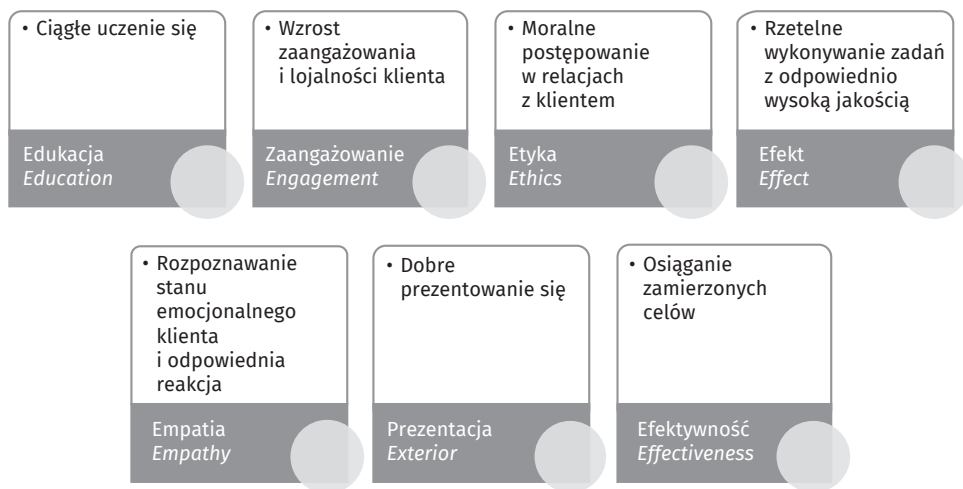 • Ciągłe uczenie się
Edukacja
Education
• Wzrost
zaangażowania
i lojalności klienta
Zaangażowanie
Engagement
• Moralne
postępowanie
w relacjach
z klientem
Etyka
Ethics
• Rzetelne
wykonywanie zadań
z odpowiednio
wysoką jakością
Efekt
Effect
• Rozpoznawanie
stanu
emocjonalnego
klienta
i odpowiednia
reakcja
Empatia
Empathy
• Dobre
prezentowanie się
Prezentacja
Exterior
• Osiąganie
zamierzonych
celów
Efektywność
Effectiveness